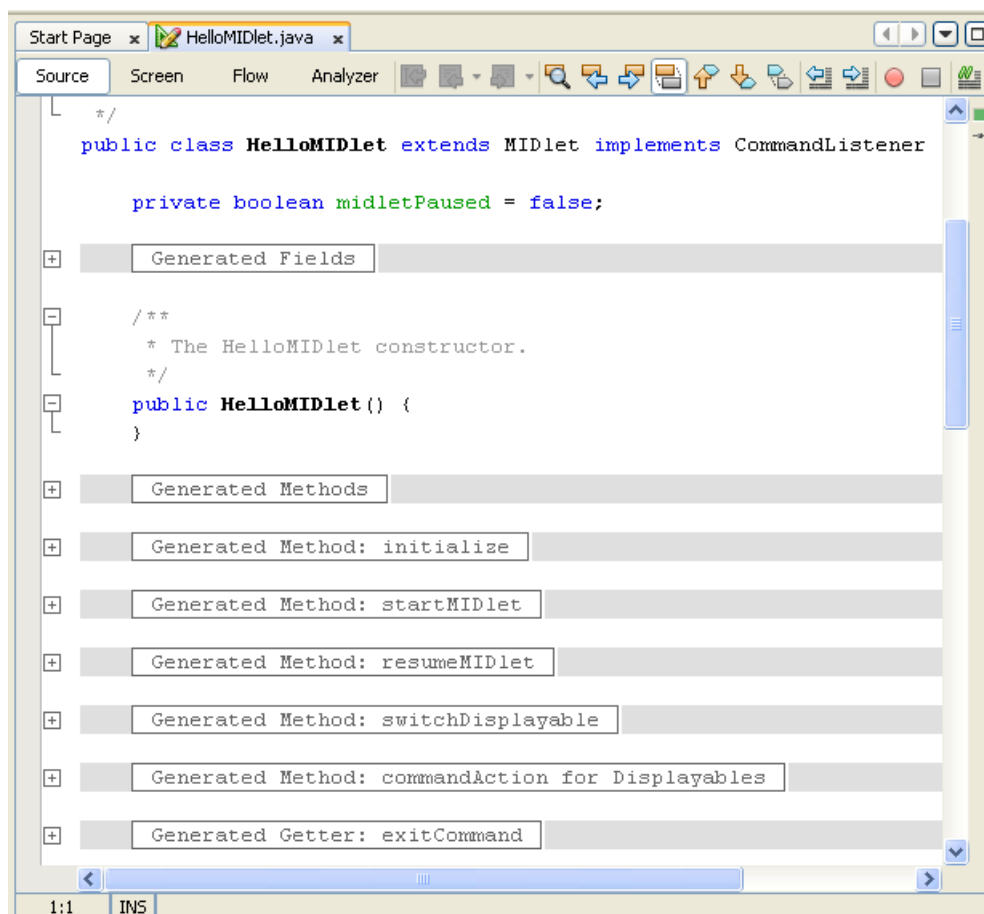 Start Page x HelloMIDlet.java x
Source Screen Flow Analyzer
*/
public class HelloMIDlet extends MIDlet implements CommandListener
private boolean midletPaused = false;
Generated Fields
/**
* The HelloMIDlet constructor.
*/
public HelloMIDlet() {
}
Generated Methods
Generated Method: initialize
Generated Method: startMIDlet
Generated Method: resumeMIDlet
Generated Method: switchDisplayable
Generated Method: commandAction for Displayables
Generated Getter: exitCommand
1:1 INS